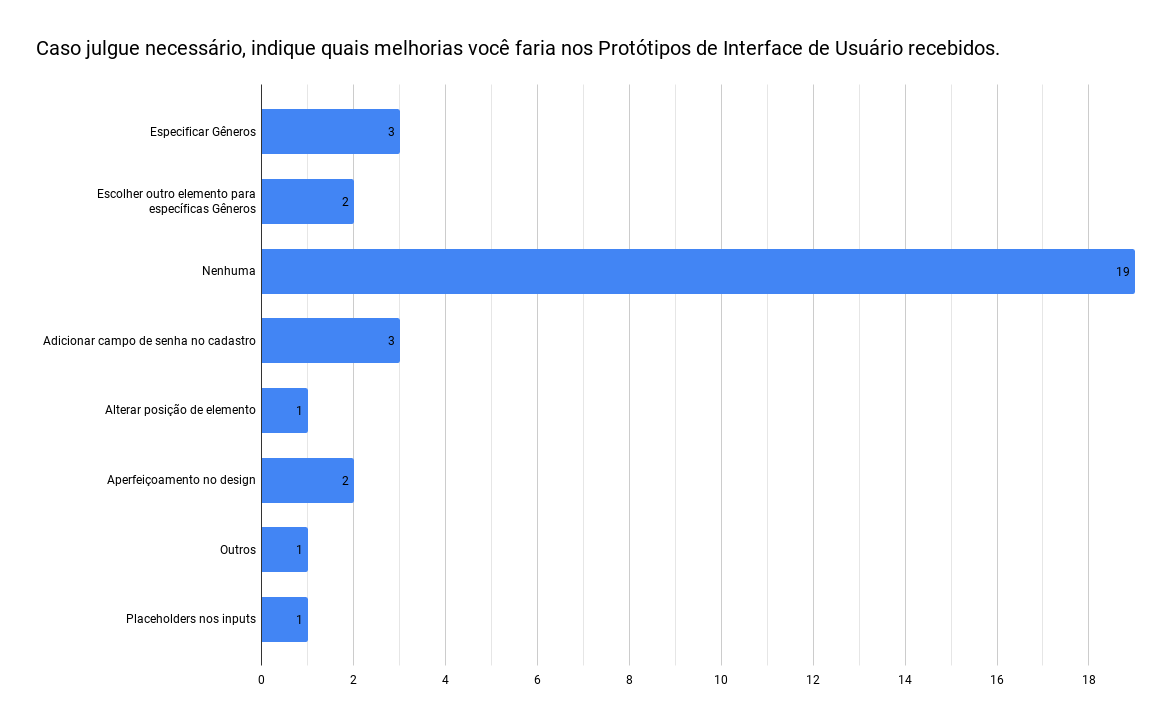 Caso julgue necessário, indique quais melhorias você faria nos Protótipos de Interface de Usuário recebidos.
Especificar Gêneros
3
Escolher outro elemento para
específicas Gêneros
2
Nenhuma
19
Adicionar campo de senha no cadastro
3
Alterar posição de elemento
1
Aperfeiçoamento no design
2
Outros
1
Placeholders nos inputs
1
0 2 4 6 8 10 12 14 16 18